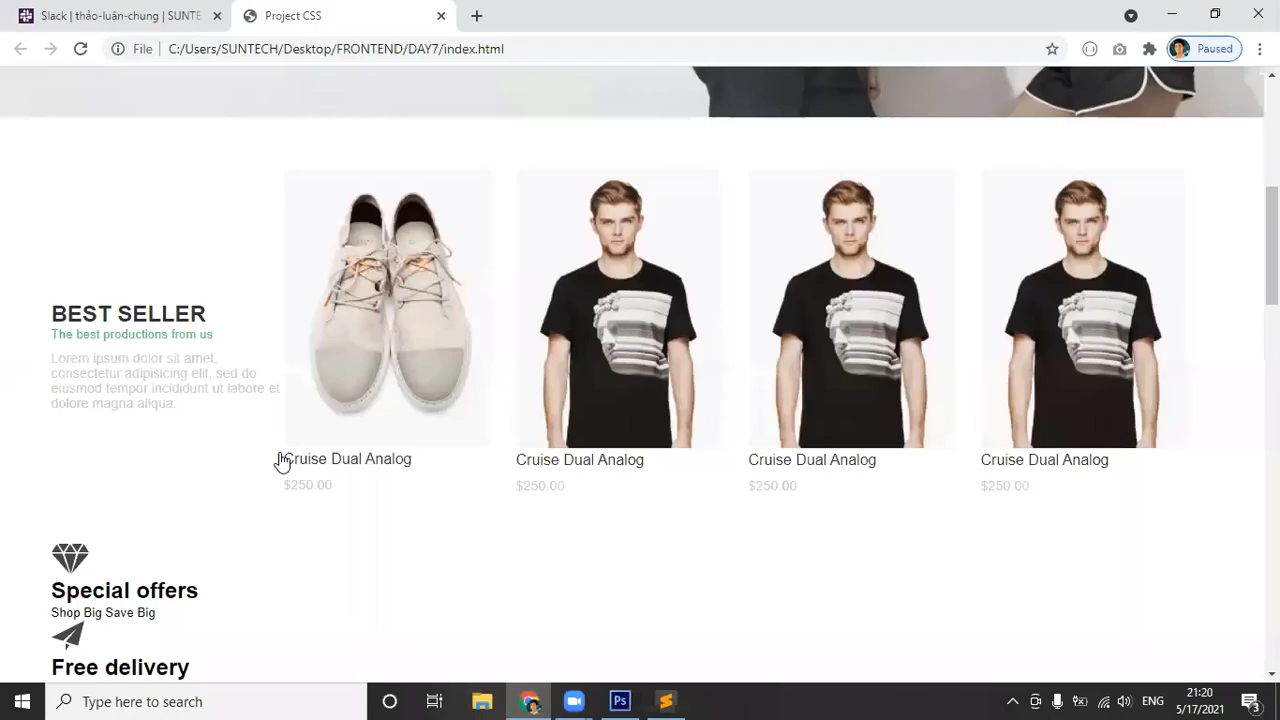 Slack | thảo-luận-chung | SUNTE
Project CSS
File
C:/Users/SUNTECH/Desktop/FRONTEND/DAY7/index.html
Paused
BEST SELLER
The best productions from us
Lorem ipsum dolor sit amet,
consectetur adipisicing elit, sed do
eiusmod tempor incididunt ut labore et
dolore magna aliqua.
Cruise Dual Analog
$250.00
Cruise Dual Analog
$250.00
Cruise Dual Analog
$250.00
Cruise Dual Analog
$250.00
Special offers
Shop Big Save Big
Free delivery
Type here to search
Ps
ENG
21:20
5/17/2021
3